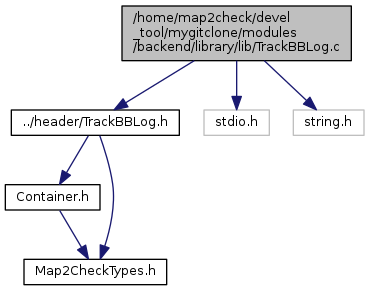 /home/map2check/devel
_tool/mygitclone/modules
/backend/library/lib/TrackBBLog.c
../header/TrackBBLog.h
stdio.h
string.h
Container.h
Map2CheckTypes.h